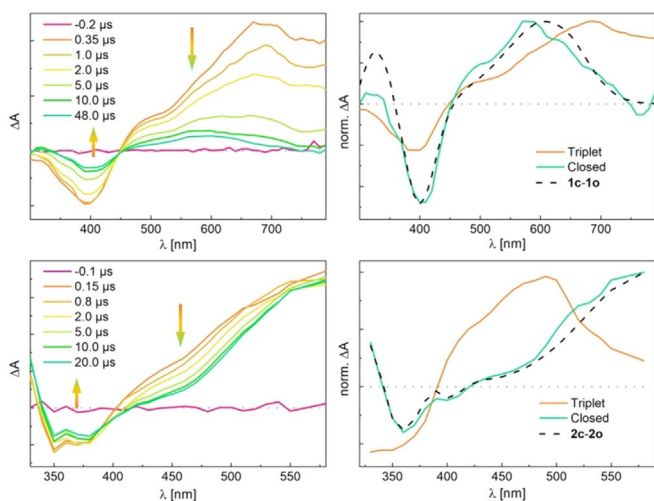 -0.2 µs
0.35 µs
1.0 µs
2.0 µs
5.0 µs
10.0 µs
48.0 µs
ΔA
400 500 600 700
λ [nm]
norm. ΔA
Triplet
Closed
1c-1o
400 500 600 700
λ [nm]
-0.1 µs
0.15 µs
0.8 µs
2.0 µs
5.0 µs
10.0 µs
20.0 µs
ΔA
350 400 450 500 550
λ [nm]
norm. ΔA
Triplet
Closed
2c-2o
350 400 450 500 550
λ [nm]